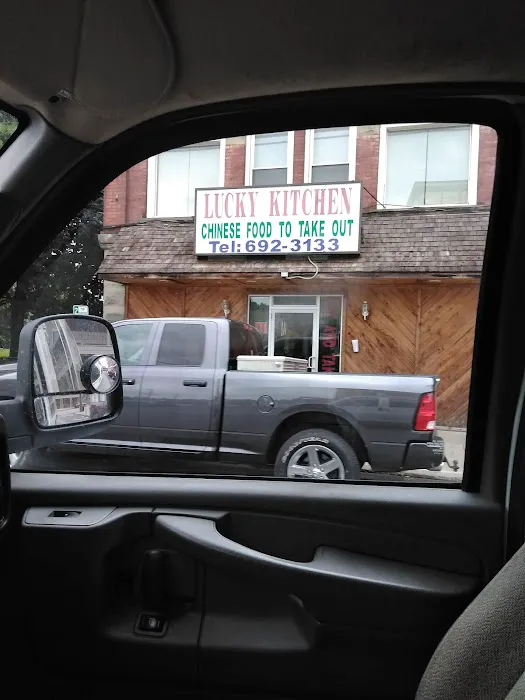 LUCKY KITCHEN
CHINESE FOOD TO TAKE OUT
Tel:692-3133